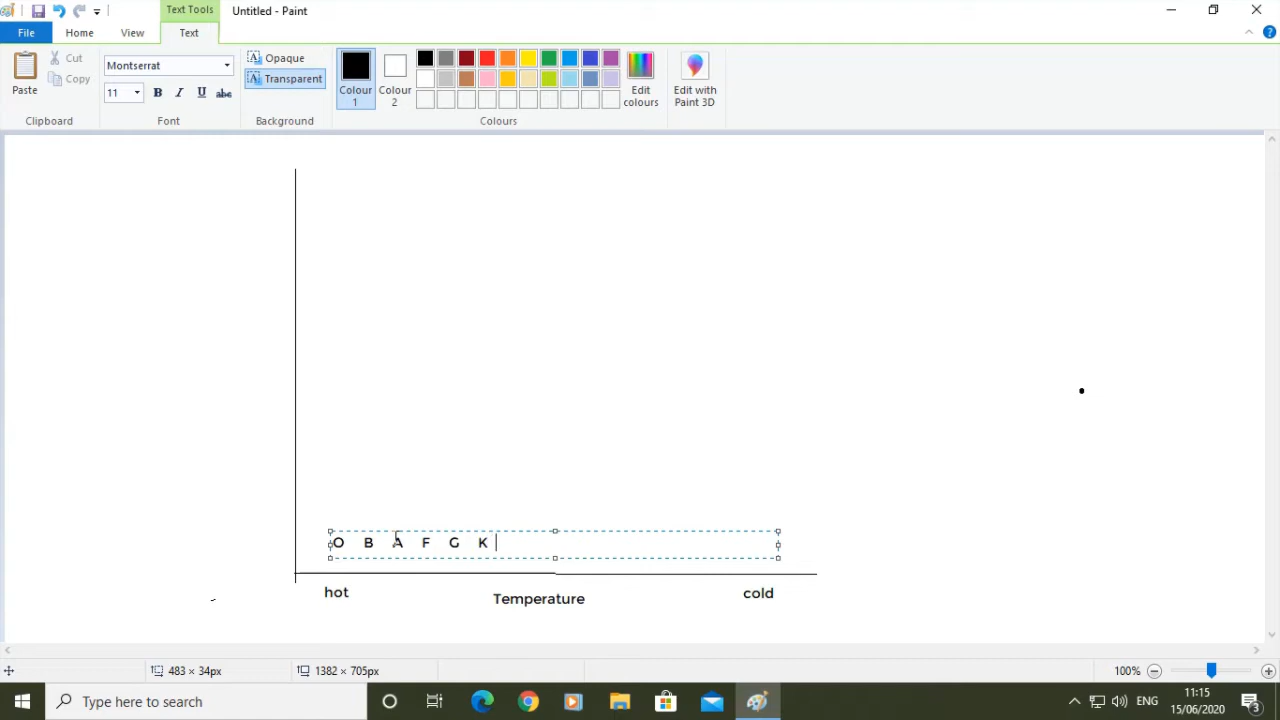 Text Tools
Untitled - Paint
File
Home
View
Text
Paste
Cut
Copy
Clipboard
Montserrat
11
B I U abc
Font
Opaque
Transparent
Background
Colour 1
Colour 2
Edit colours
Colours
Edit with Paint 3D
O B A F G K
hot
Temperature
cold
483 × 34px
1382 × 705px
100%
Type here to search
ENG
11:15
15/06/2020
3